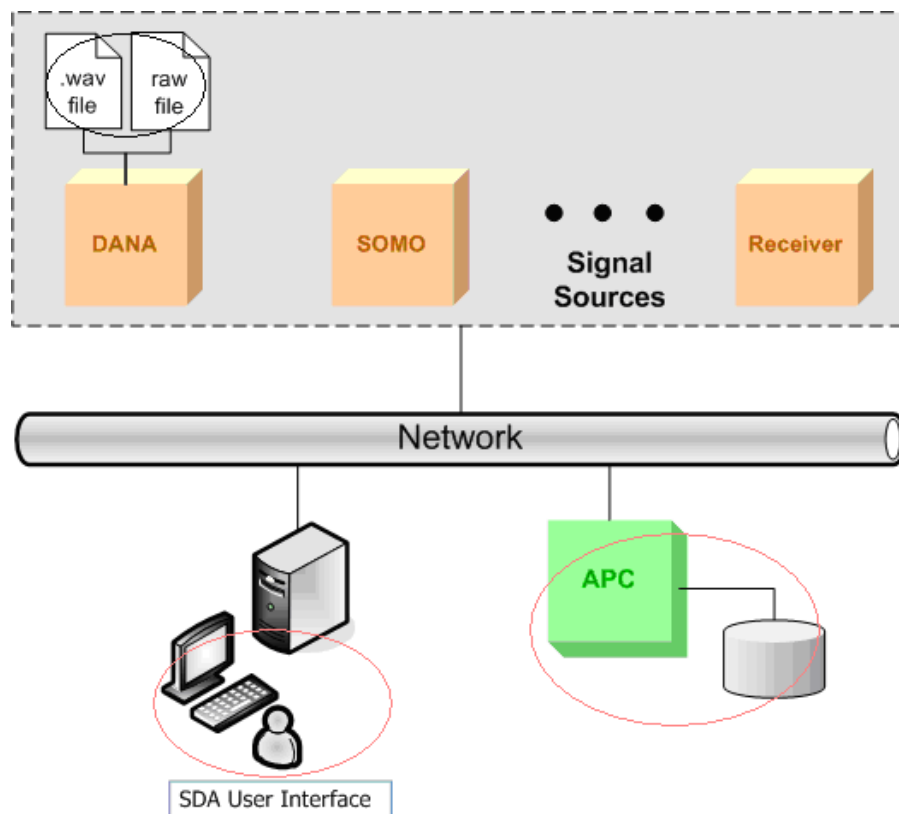 .wav
file
raw
file
DANA
SOMO
Signal
Sources
Receiver
Network
APC
SDA User Interface